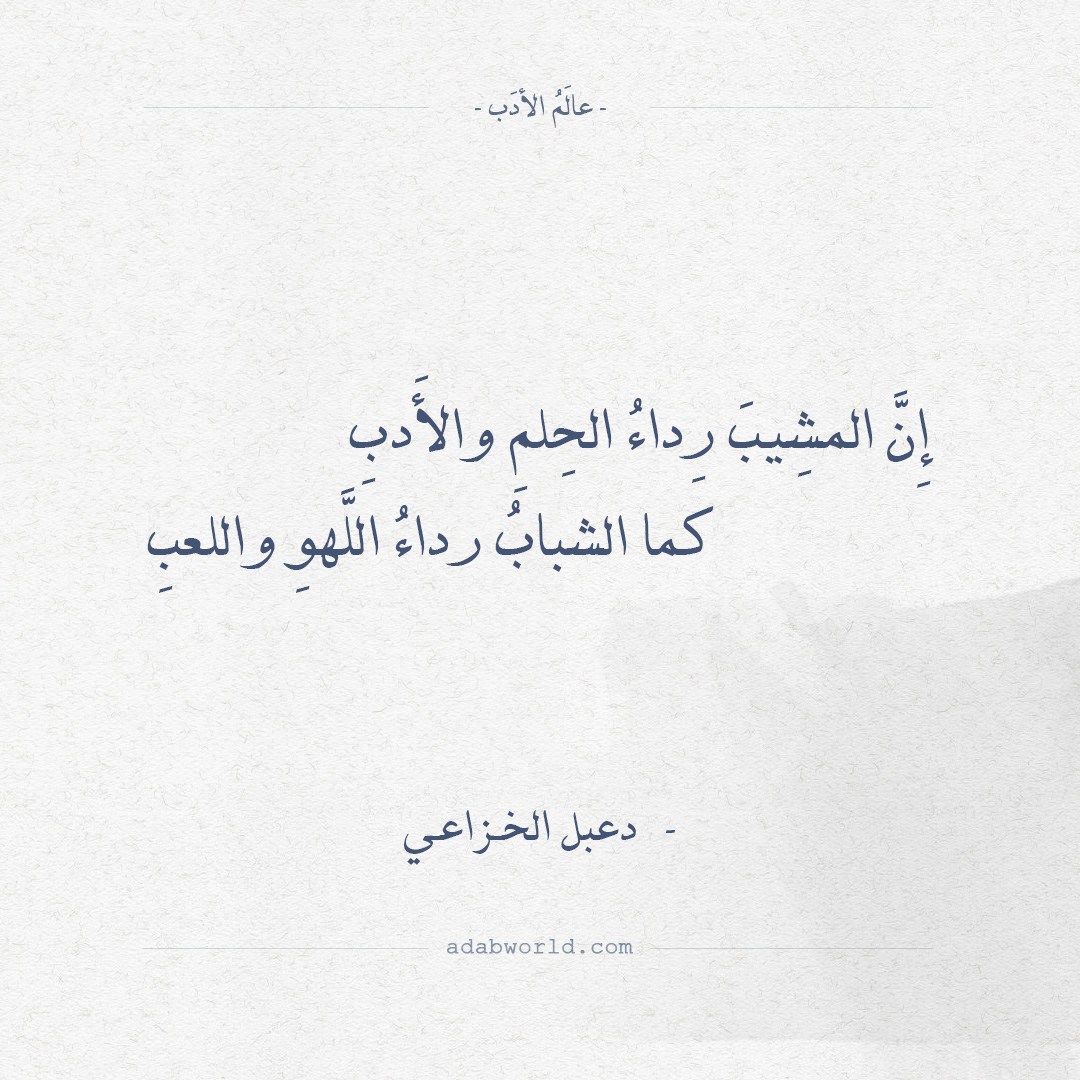 - عالَمُ الأدَب -
إِنَّ المشِيبَ رِداءُ الحِلمِ والأَدبِ
كما الشبابُ رداءُ اللَّهوِ واللعبِ
- دعبل الخزاعي
adabworld.com